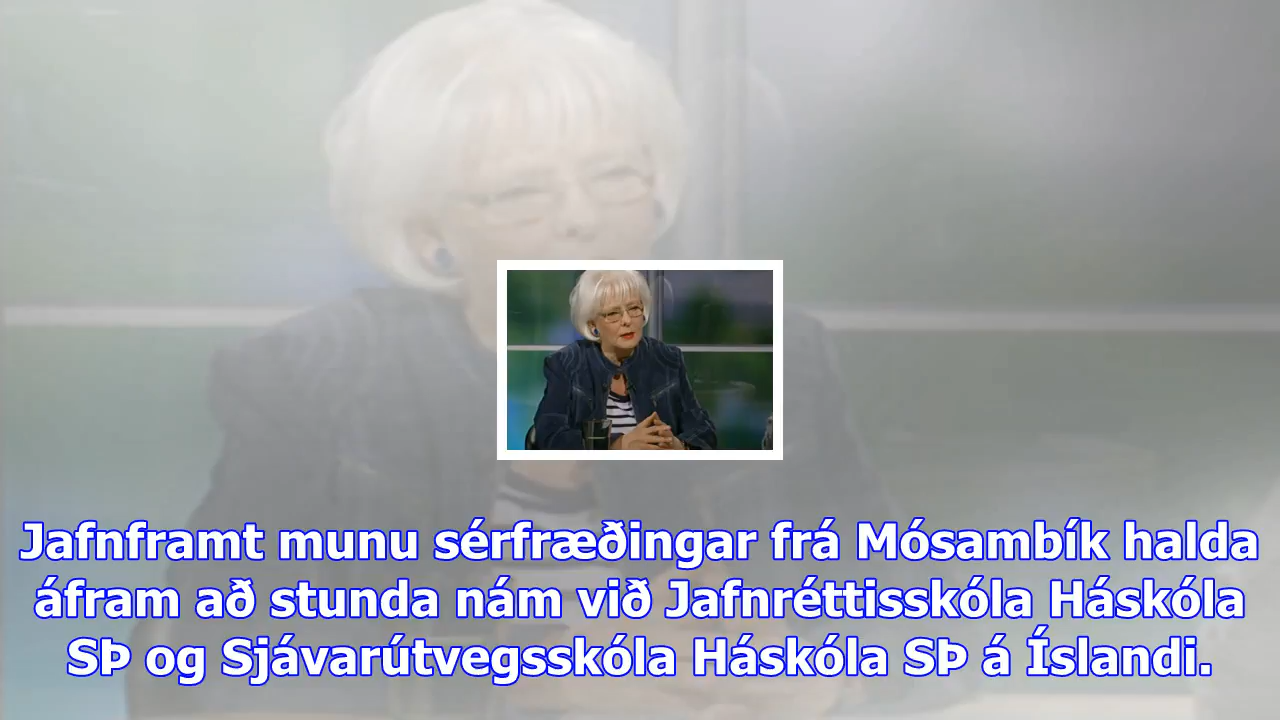 Jafnframt munu sérfræðingar frá Mósambík halda
áfram að stunda nám við Jafnréttisskóla Háskóla
SÞ og Sjávarútvegsskóla Háskóla SÞ á Íslandi.